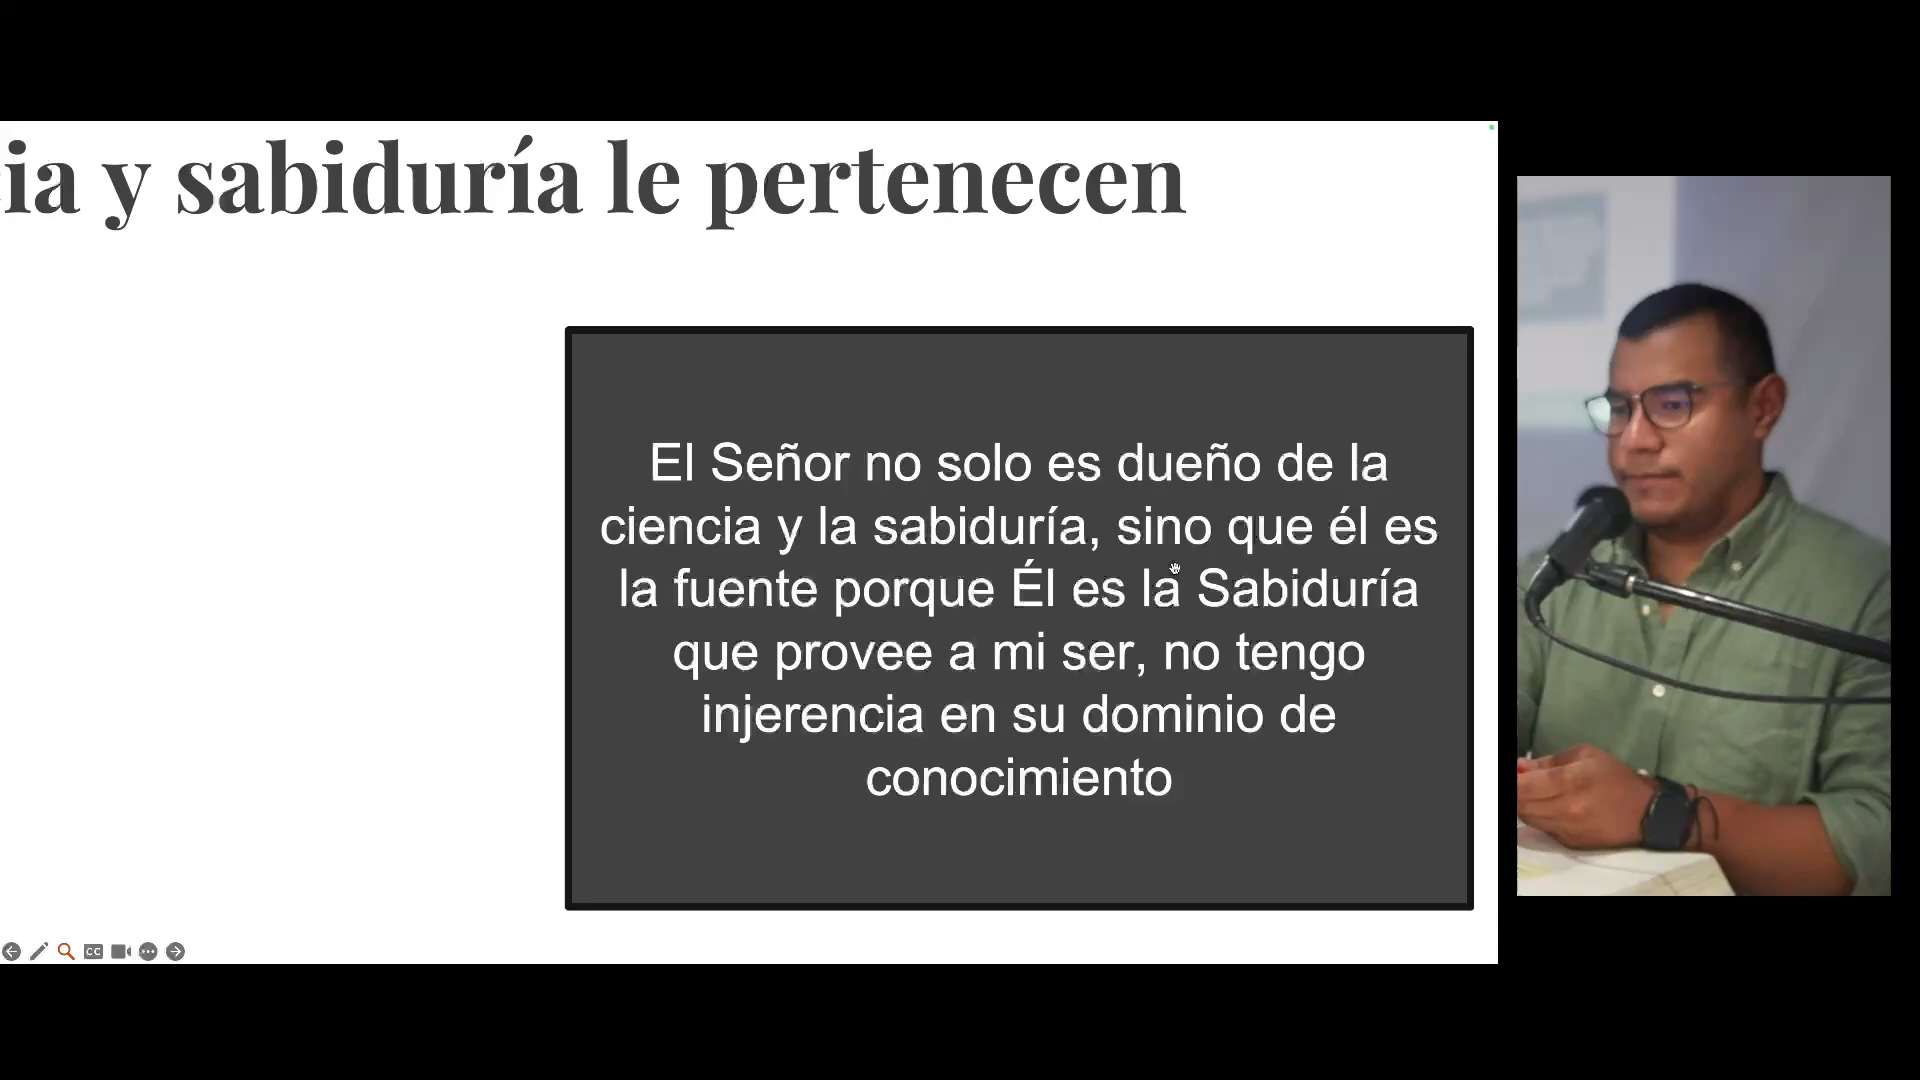 ia y sabiduría le pertenecen
El Señor no solo es dueño de la
ciencia y la sabiduría, sino que él es
la fuente porque Él es la Sabiduría
que provee a mi ser, no tengo
injerencia en su dominio de
conocimiento
CC